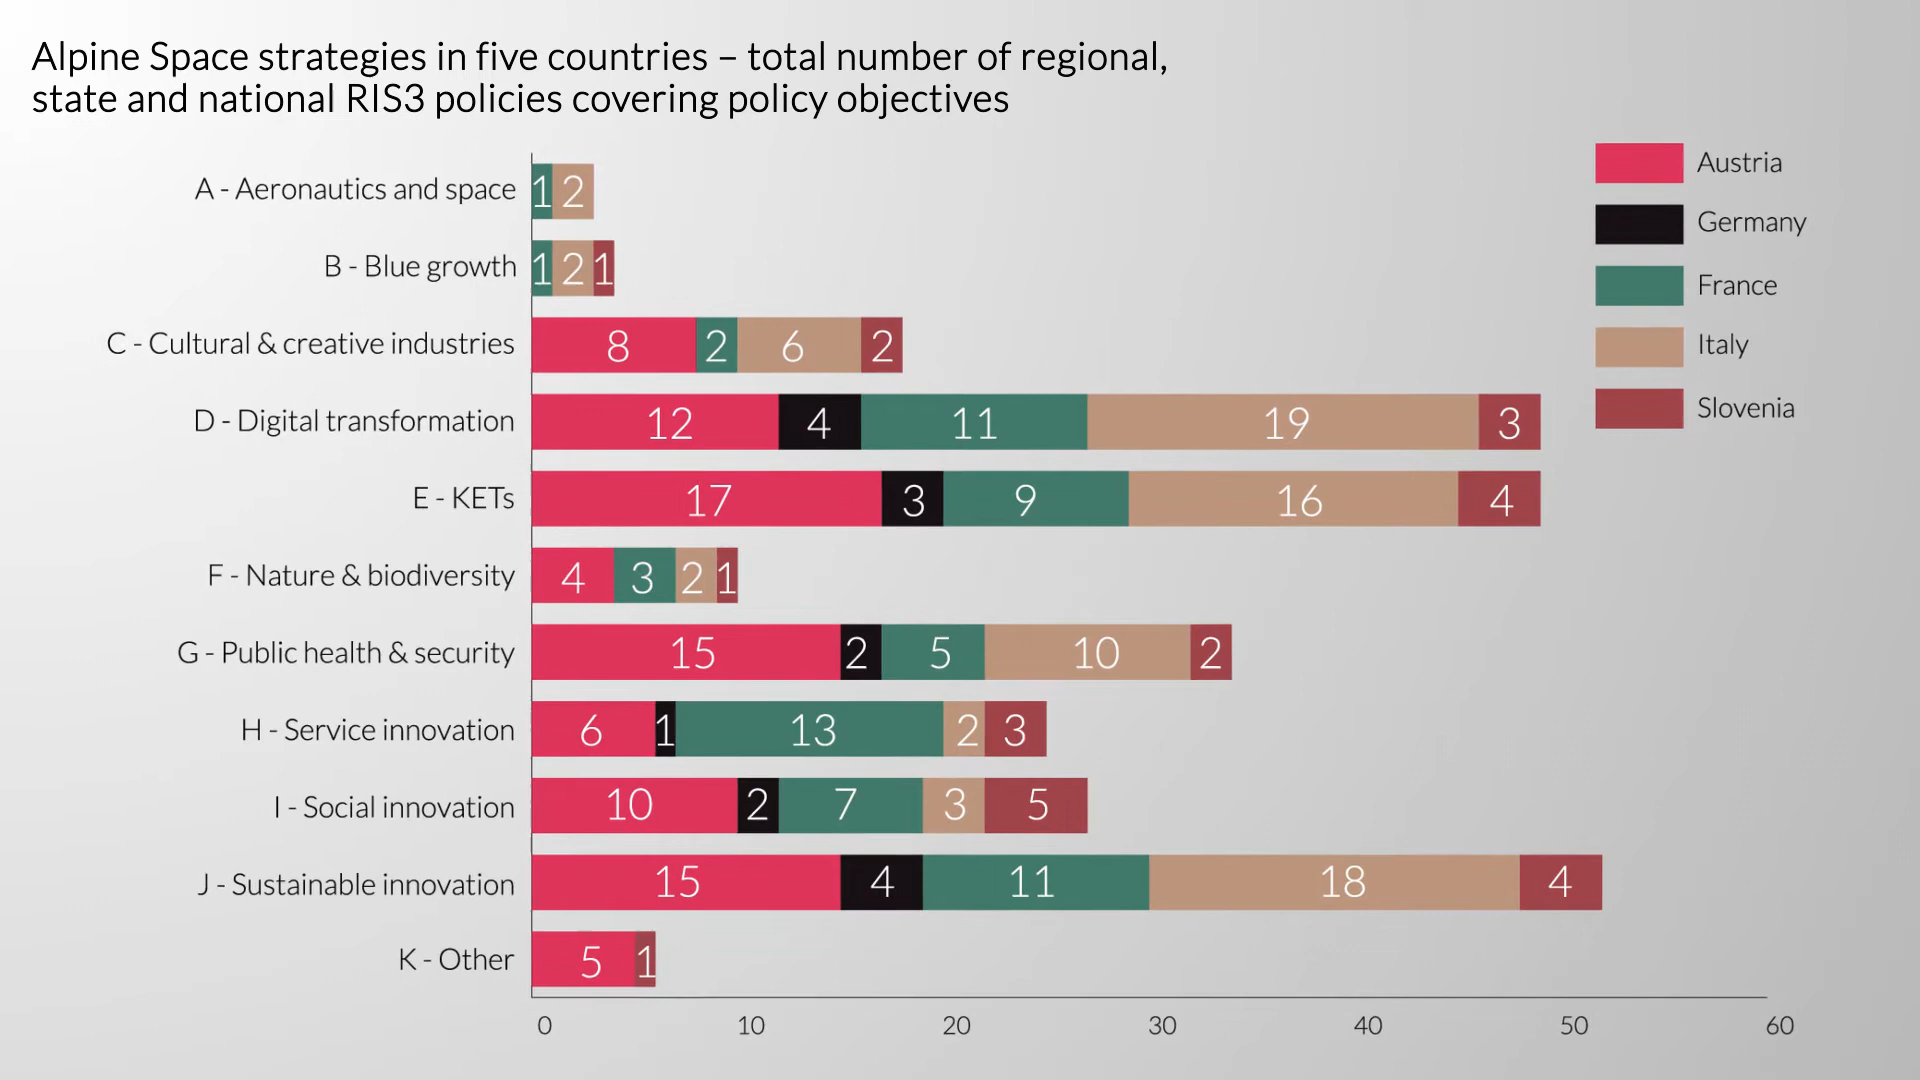 Alpine Space strategies in five countries – total number of regional,
state and national RIS3 policies covering policy objectives
Austria
Germany
France
Italy
Slovenia
A - Aeronautics and space 1 2
B - Blue growth 1 2 1
C - Cultural & creative industries 8 2 6 2
D - Digital transformation 12 4 11 19 3
E - KETs 17 3 9 16 4
F - Nature & biodiversity 4 3 2 1
G - Public health & security 15 2 5 10 2
H - Service innovation 6 1 13 2 3
I - Social innovation 10 2 7 3 5
J - Sustainable innovation 15 4 11 18 4
K - Other 5 1
0 10 20 30 40 50 60